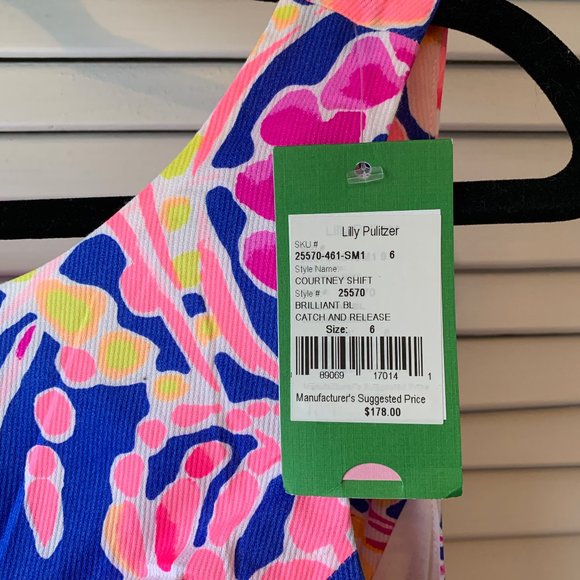 Lilly Pulitzer
SKU #
25570-461-SM1 6
Style Name
COURTNEY SHIFT
Style # 25570
BRILLIANT BL
CATCH AND RELEASE
Size: 6
89069 17014 1
Manufacturer's Suggested Price
$178.00